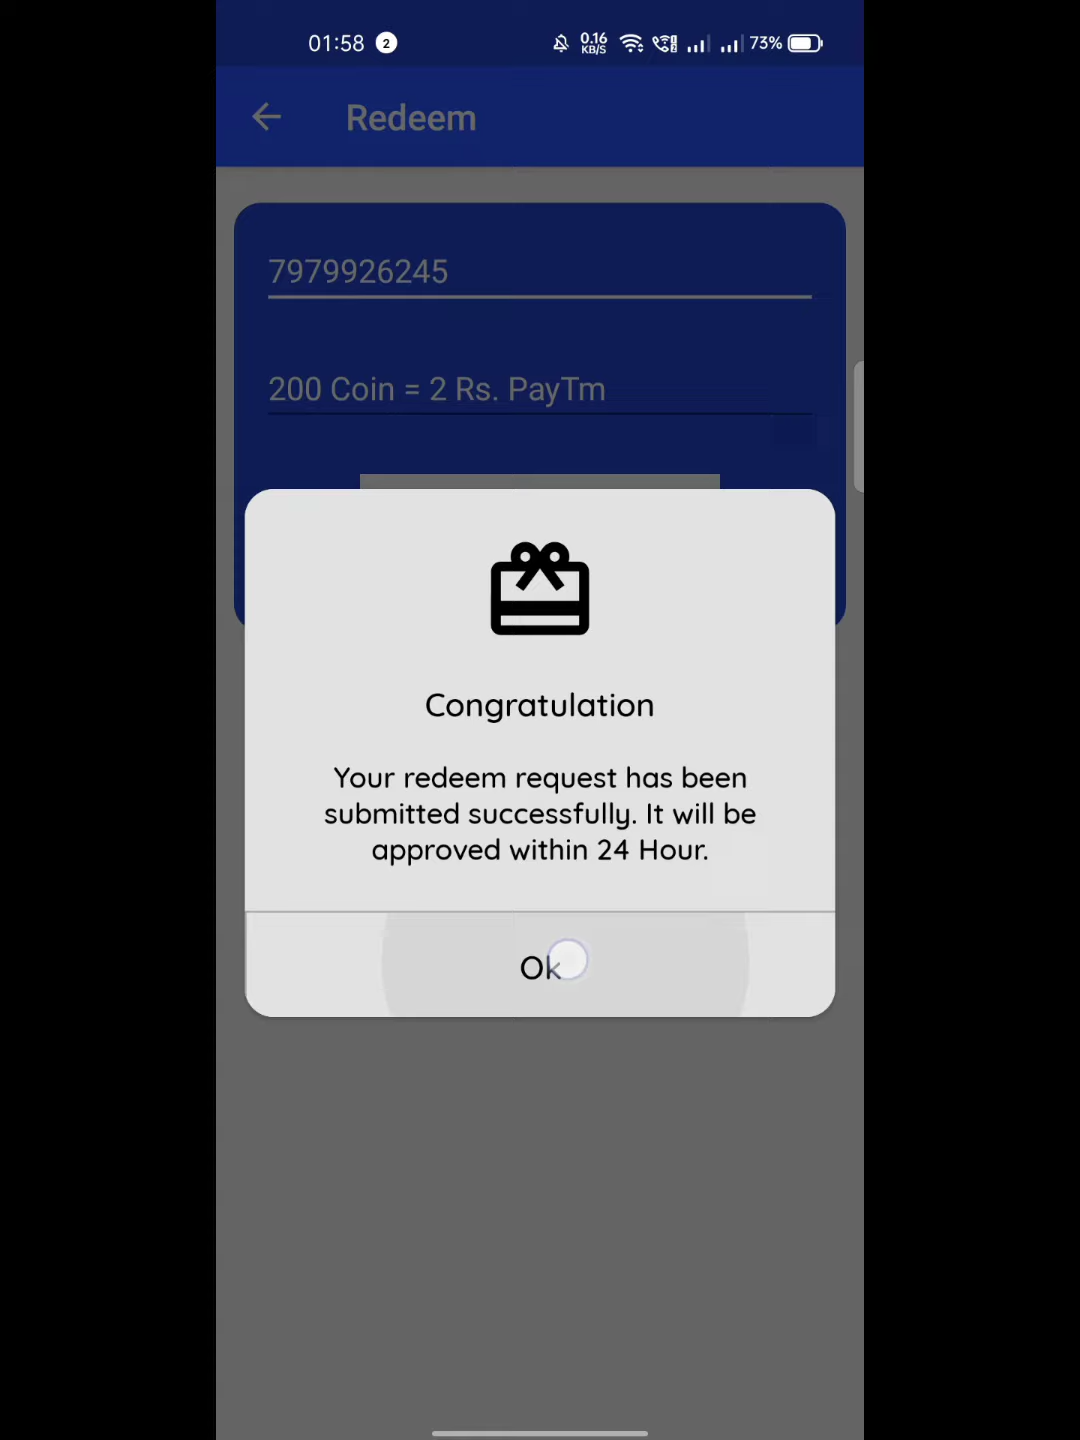 01:58 2 0.16 KB/S 73%
Redeem
7979926245
200 Coin = 2 Rs. PayTm
Congratulation
Your redeem request has been
submitted successfully. It will be
approved within 24 Hour.
Ok